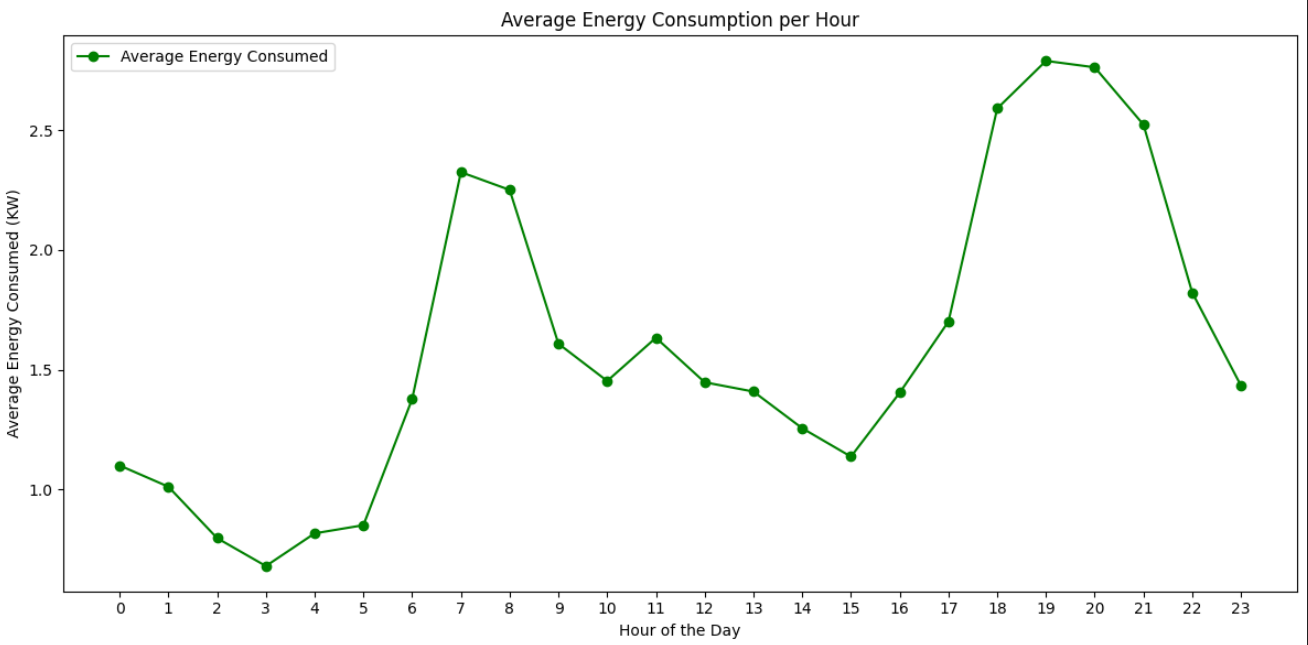 Average Energy Consumption per Hour
Average Energy Consumed
Average Energy Consumed (KW)
2.5
2.0
1.5
1.0
0 1 2 3 4 5 6 7 8 9 10 11 12 13 14 15 16 17 18 19 20 21 22 23
Hour of the Day